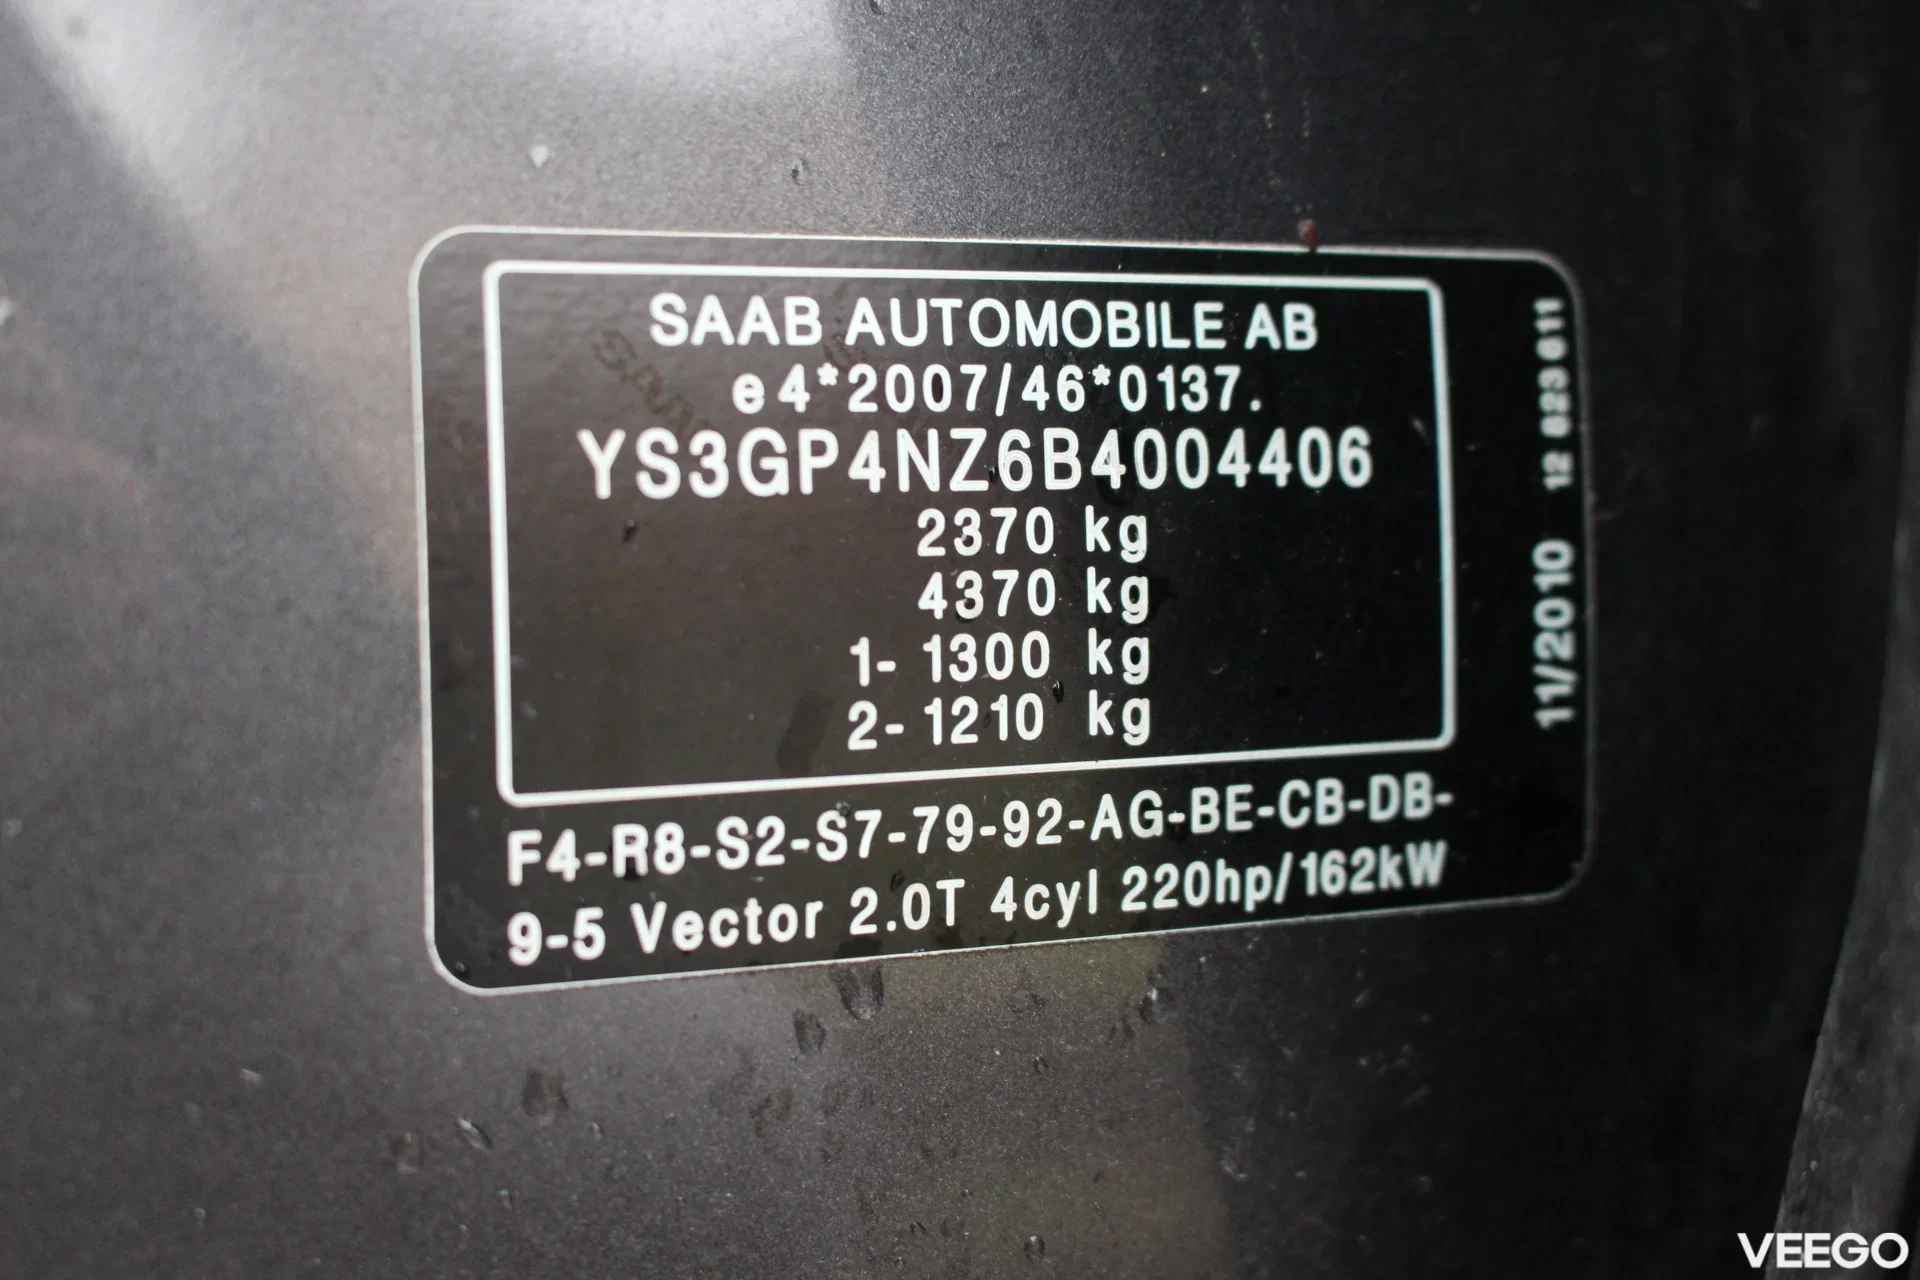 SAAB AUTOMOBILE AB
e4*2007/46*0137.
YS3GP4NZ6B4004406
2370 kg
4370 kg
1- 1300 kg
2- 1210 kg
F4-R8-S2-S7-79-92-AG-BE-CB-DB-
9-5 Vector 2.0T 4cyl 220hp/162kW
11/2010 12 823 611
VEEGO